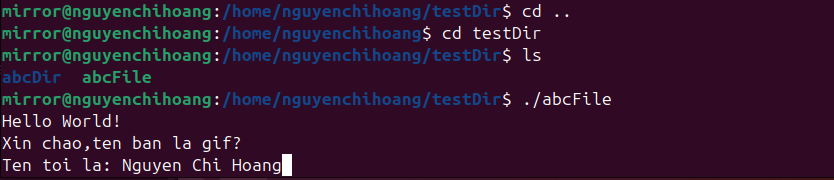 mirror@nguyenchihoang:/home/nguyenchihoang/testDir$ cd ..
mirror@nguyenchihoang:/home/nguyenchihoang$ cd testDir
mirror@nguyenchihoang:/home/nguyenchihoang/testDir$ ls
abcDir  abcFile
mirror@nguyenchihoang:/home/nguyenchihoang/testDir$ ./abcFile
Hello World!
Xin chao,ten ban la gif?
Ten toi la: Nguyen Chi Hoang